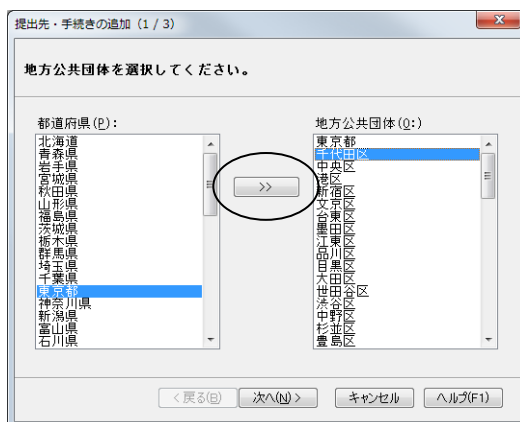 提出先・手続きの追加 (1 / 3)
地方公共団体を選択してください。
都道府県(P):
北海道
青森県
岩手県
宮城県
秋田県
山形県
福島県
茨城県
栃木県
群馬県
埼玉県
千葉県
東京都
神奈川県
新潟県
富山県
石川県
>>
地方公共団体(O:)
東京都
千代田区
中央区
港区
新宿区
文京区
台東区
墨田区
江東区
品川区
目黒区
大田区
世田谷区
渋谷区
中野区
杉並区
豊島区
< 戻る(B)
次へ(N) >
キャンセル
ヘルプ(F1)